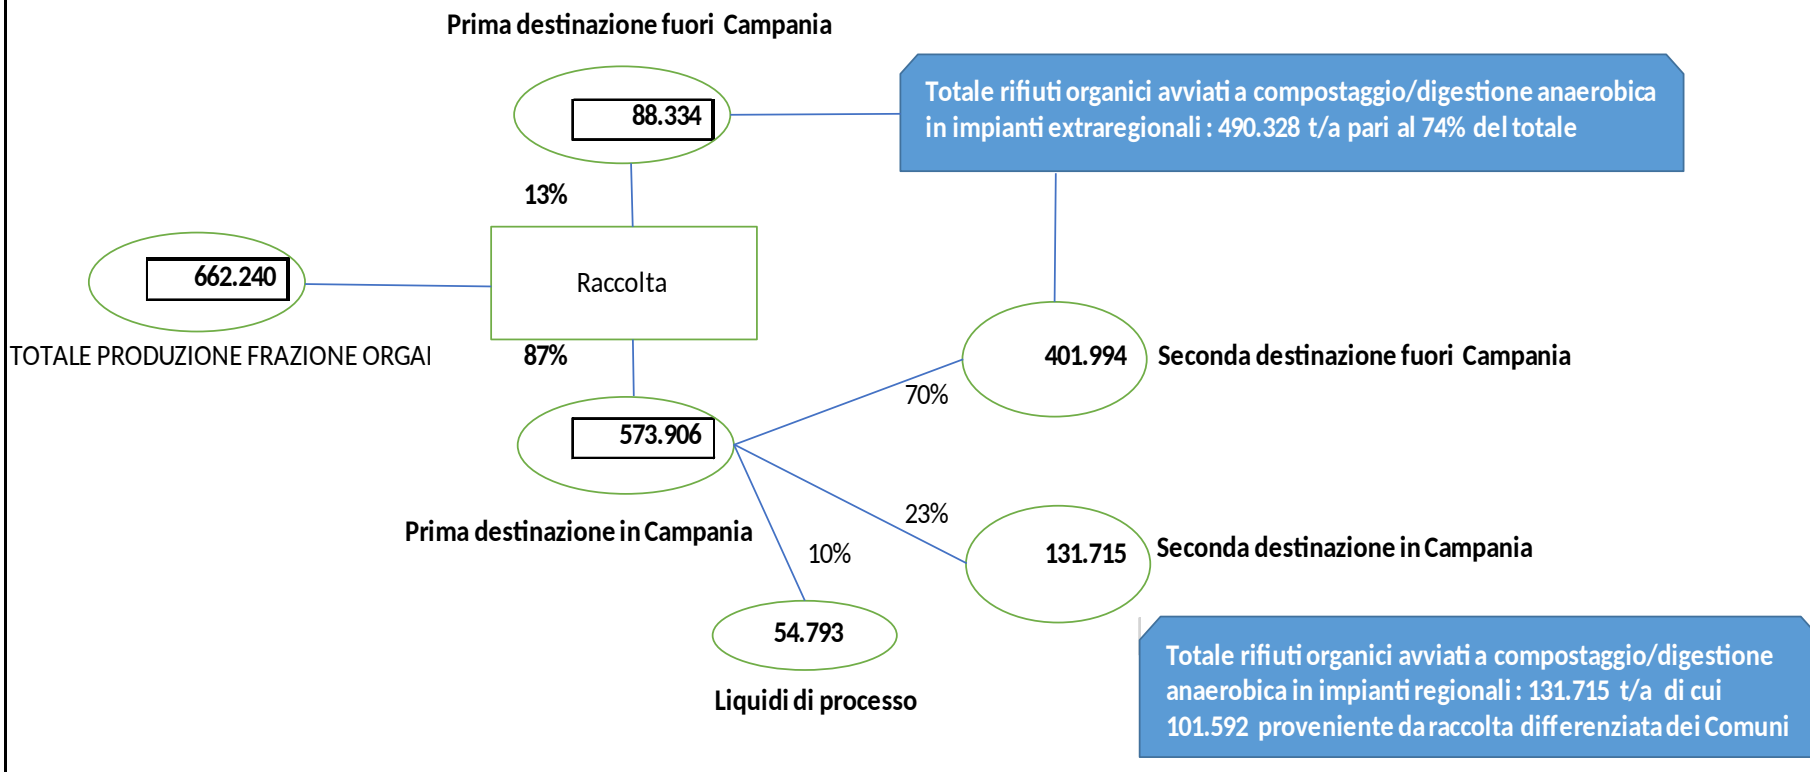 Prima destinazione fuori Campania
88.334
Totale rifiuti organici avviati a compostaggio/digestione anaerobica
in impianti extraregionali : 490.328 t/a pari al 74% del totale
13%
662.240
Raccolta
TOTALE PRODUZIONE FRAZIONE ORGAI
87%
401.994
Seconda destinazione fuori Campania
70%
573.906
23%
Prima destinazione in Campania
10%
131.715
Seconda destinazione in Campania
54.793
Liquidi di processo
Totale rifiuti organici avviati a compostaggio/digestione
anaerobica in impianti regionali : 131.715 t/a di cui
101.592 proveniente da raccolta differenziata dei Comuni